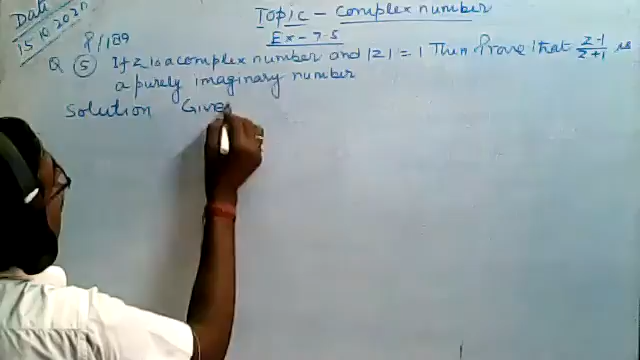 Date
15.10.2020
Topic - Complex number
P/189
Ex - 7.5
Q (5) If z is a complex number and |z| = 1 Then Prove that z-1/z+1 is
a purely imaginary number
Solution Give